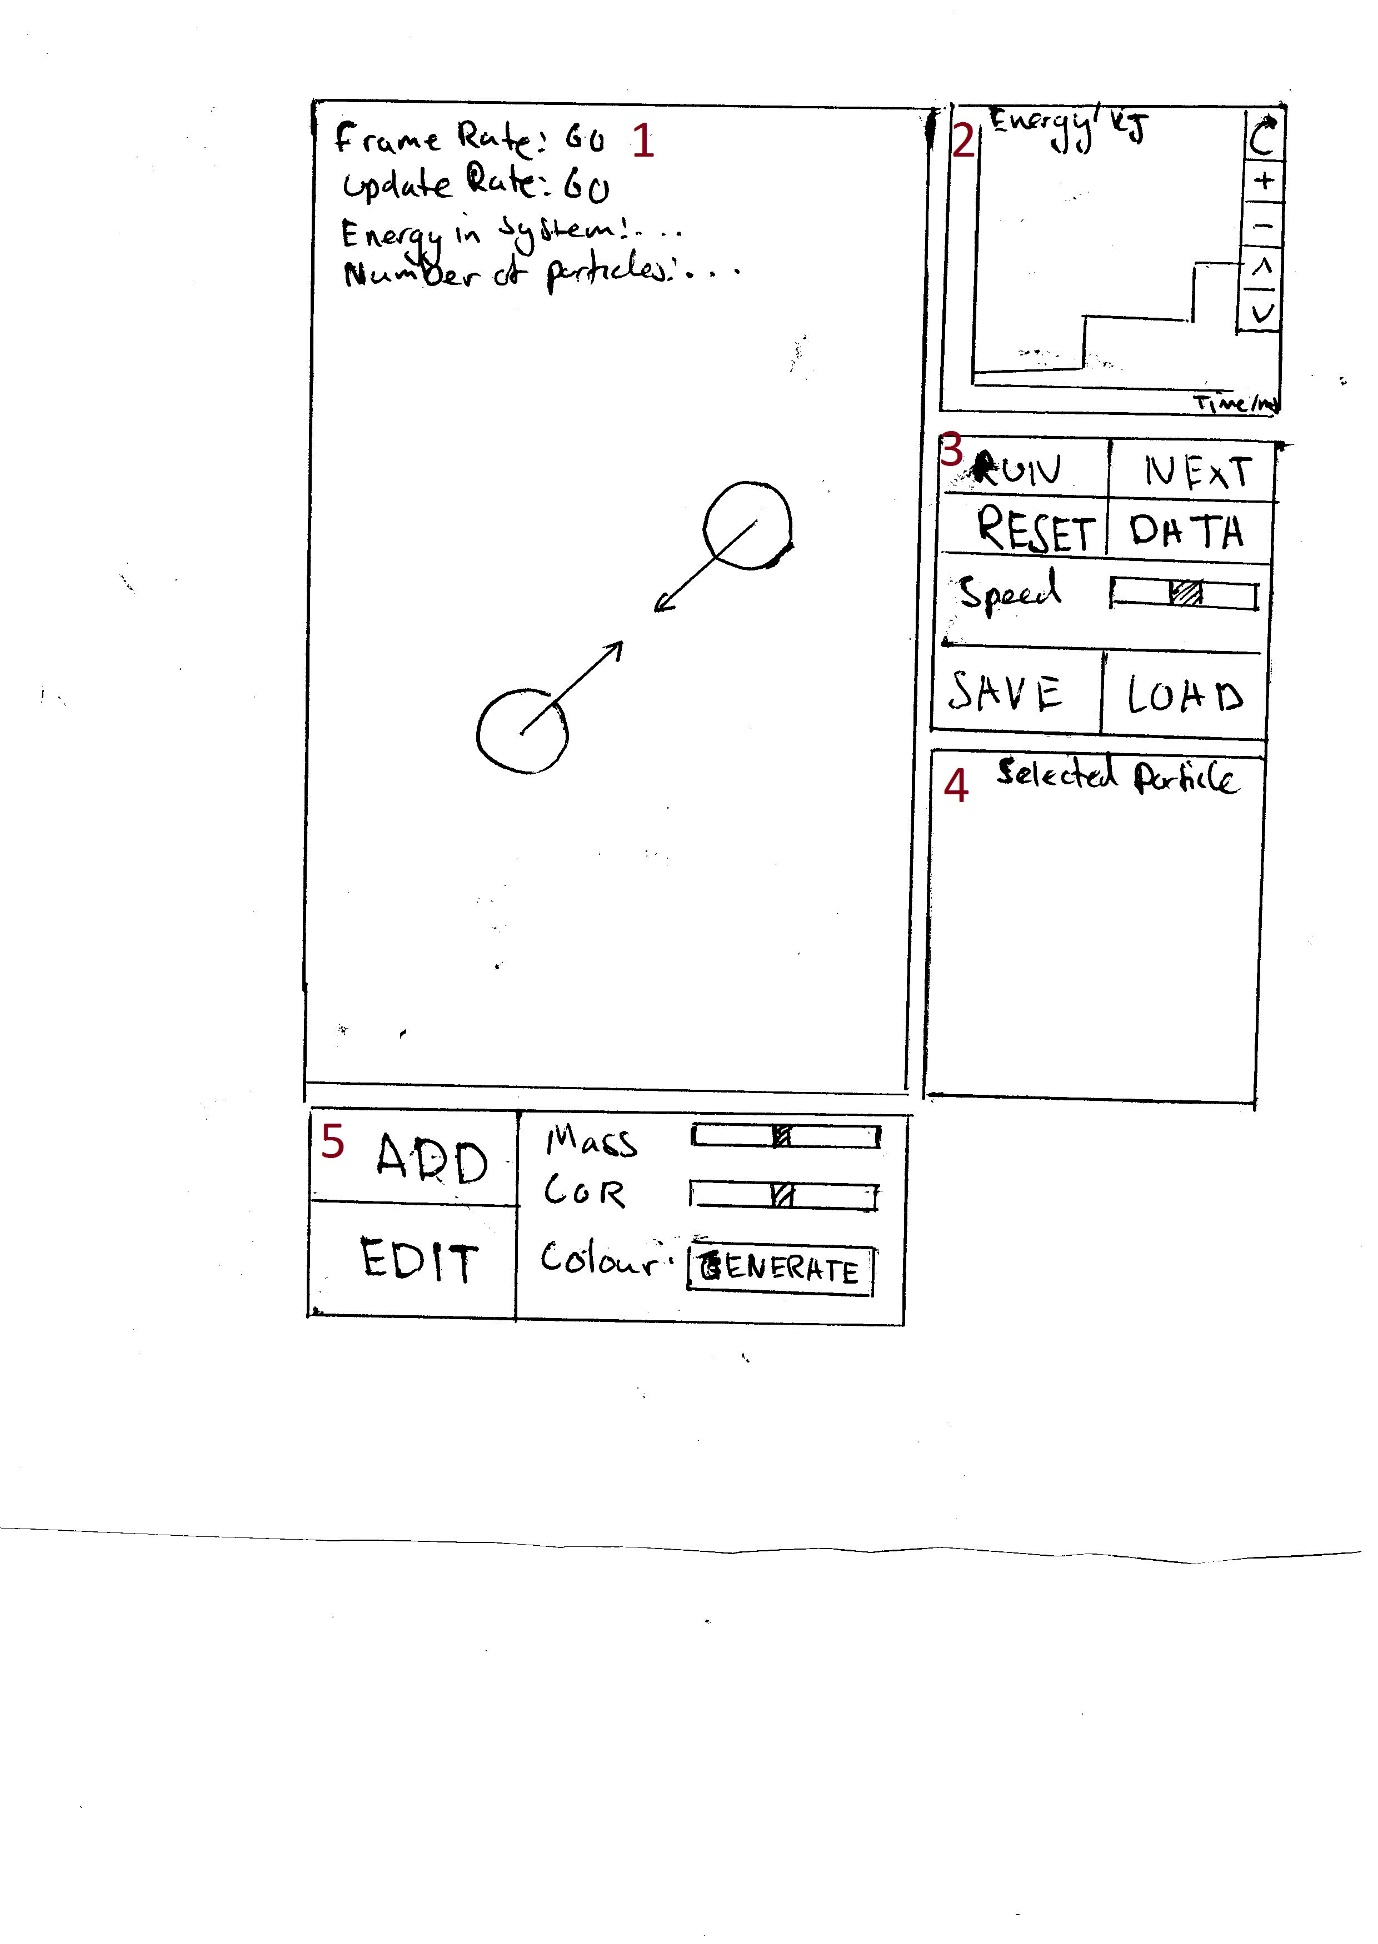 Frame Rate: 60 1
Update Rate: 60
Energy in system: ...
Number of particles: ...
2 Energy/kJ
+
-
^
v
Time/ms
3 RUN NEXT
RESET DATA
Speed
SAVE LOAD
4 Selected Particle
5 ADD
EDIT
Mass
CoR
Colour: GENERATE